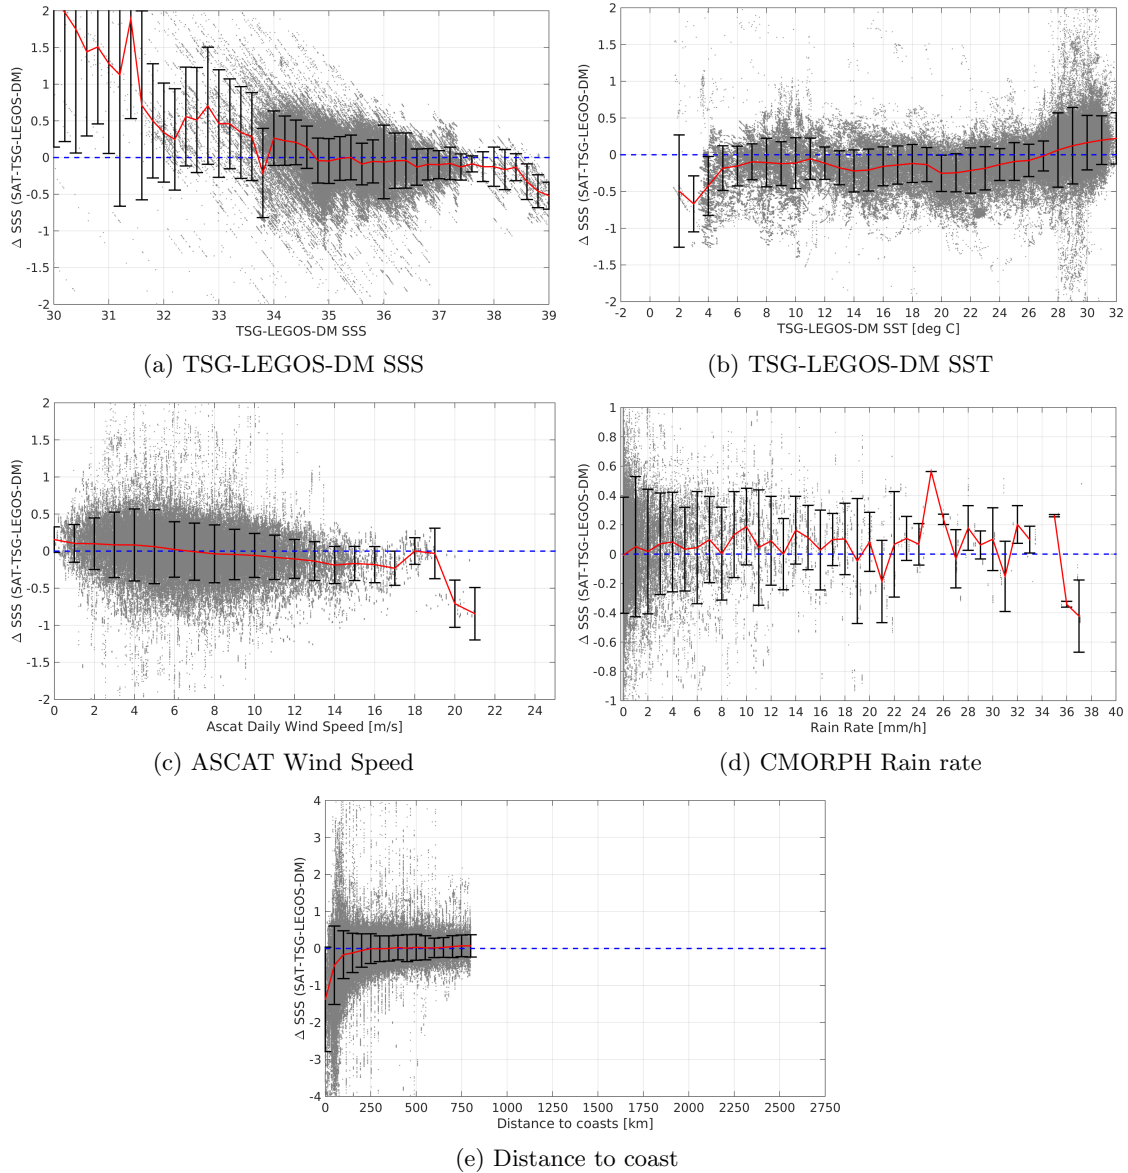 2
1.5
1
0.5
0
-0.5
-1
-1.5
-2
Δ SSS (SAT-TSG-LEGOS-DM)
30 31 32 33 34 35 36 37 38 39
TSG-LEGOS-DM SSS
(a) TSG-LEGOS-DM SSS
2
1.5
1
0.5
0
-0.5
-1
-1.5
-2
Δ SSS (SAT-TSG-LEGOS-DM)
-2 0 2 4 6 8 10 12 14 16 18 20 22 24 26 28 30 32
TSG-LEGOS-DM SST [deg C]
(b) TSG-LEGOS-DM SST
2
1.5
1
0.5
0
-0.5
-1
-1.5
-2
Δ SSS (SAT-TSG-LEGOS-DM)
0 2 4 6 8 10 12 14 16 18 20 22 24
Ascat Daily Wind Speed [m/s]
(c) ASCAT Wind Speed
1
0.8
0.6
0.4
0.2
0
-0.2
-0.4
-0.6
-0.8
-1
Δ SSS (SAT-TSG-LEGOS-DM)
0 2 4 6 8 10 12 14 16 18 20 22 24 26 28 30 32 34 36 38 40
Rain Rate [mm/h]
(d) CMORPH Rain rate
4
3
2
1
0
-1
-2
-3
-4
Δ SSS (SAT-TSG-LEGOS-DM)
0 250 500 750 1000 1250 1500 1750 2000 2250 2500 2750
Distance to coasts [km]
(e) Distance to coast